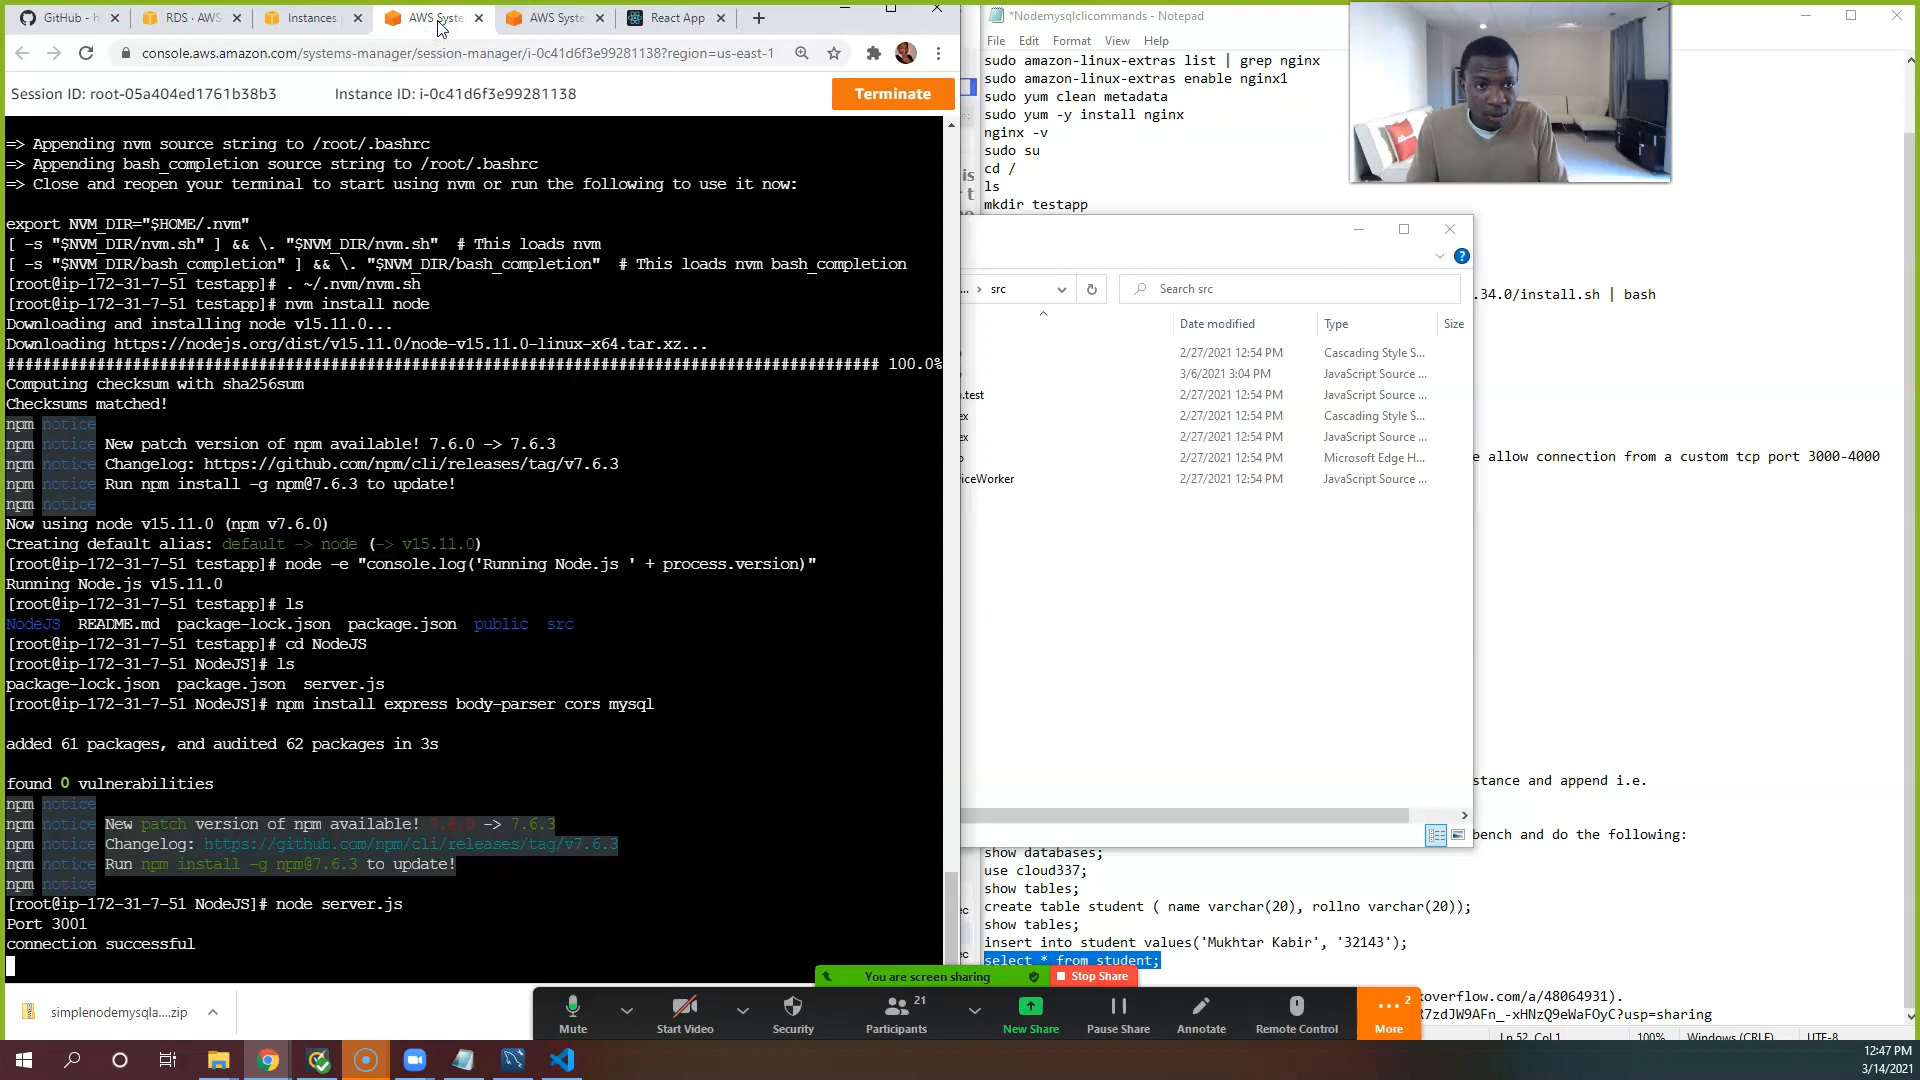 GitHub - h
RDS · AWS
Instances
AWS Syste
AWS Syste
React App
console.aws.amazon.com/systems-manager/session-manager/i-0c41d6f3e99281138?region=us-east-1
Session ID: root-05a404ed1761b38b3
Instance ID: i-0c41d6f3e99281138
Terminate
=> Appending nvm source string to /root/.bashrc
=> Appending bash_completion source string to /root/.bashrc
=> Close and reopen your terminal to start using nvm or run the following to use it now:
export NVM_DIR="$HOME/.nvm"
[ -s "$NVM_DIR/nvm.sh" ] && \. "$NVM_DIR/nvm.sh"  # This loads nvm
[ -s "$NVM_DIR/bash_completion" ] && \. "$NVM_DIR/bash_completion"  # This loads nvm bash_completion
[root@ip-172-31-7-51 testapp]# . ~/.nvm/nvm.sh
[root@ip-172-31-7-51 testapp]# nvm install node
Downloading and installing node v15.11.0...
Downloading https://nodejs.org/dist/v15.11.0/node-v15.11.0-linux-x64.tar.xz...
100.0%
Computing checksum with sha256sum
Checksums matched!
npm notice
npm notice New patch version of npm available! 7.6.0 -> 7.6.3
npm notice Changelog: https://github.com/npm/cli/releases/tag/v7.6.3
npm notice Run npm install -g npm@7.6.3 to update!
npm notice
Now using node v15.11.0 (npm v7.6.0)
Creating default alias: default -> node (-> v15.11.0)
[root@ip-172-31-7-51 testapp]# node -e "console.log('Running Node.js ' + process.version)"
Running Node.js v15.11.0
[root@ip-172-31-7-51 testapp]# ls
NodeJS  README.md  package-lock.json  package.json  public  src
[root@ip-172-31-7-51 testapp]# cd NodeJS
[root@ip-172-31-7-51 NodeJS]# ls
package-lock.json  package.json  server.js
[root@ip-172-31-7-51 NodeJS]# npm install express body-parser cors mysql
added 61 packages, and audited 62 packages in 3s
found 0 vulnerabilities
npm notice
npm notice New patch version of npm available! 7.6.0 -> 7.6.3
npm notice Changelog: https://github.com/npm/cli/releases/tag/v7.6.3
npm notice Run npm install -g npm@7.6.3 to update!
npm notice
[root@ip-172-31-7-51 NodeJS]# node server.js
Port 3001
connection successful
simplenodemysqla....zip
*Nodemysqlclicommands - Notepad
File Edit Format View Help
sudo amazon-linux-extras list | grep nginx
sudo amazon-linux-extras enable nginx1
sudo yum clean metadata
sudo yum -y install nginx
nginx -v
sudo su
cd /
ls
mkdir testapp
.34.0/install.sh | bash
e allow connection from a custom tcp port 3000-4000
stance and append i.e.
bench and do the following:
show databases;
use cloud337;
show tables;
create table student ( name varchar(20), rollno varchar(20));
show tables;
insert into student values('Mukhtar Kabir', '32143');
select * from student;
overflow.com/a/48064931).
R7zdJW9AFn_-xHNzQ9eWaFOyC?usp=sharing
Ln 52, Col 1
100%
Windows (CRLF)
UTF-8
src
Search src
Date modified Type Size
2/27/2021 12:54 PM Cascading Style S...
3/6/2021 3:04 PM JavaScript Source ...
.test 2/27/2021 12:54 PM JavaScript Source ...
ex 2/27/2021 12:54 PM Cascading Style S...
ex 2/27/2021 12:54 PM JavaScript Source ...
2/27/2021 12:54 PM Microsoft Edge H...
iceWorker 2/27/2021 12:54 PM JavaScript Source ...
You are screen sharing
Stop Share
Mute
Start Video
Security
21
Participants
New Share
Pause Share
Annotate
Remote Control
2
More
12:47 PM
3/14/2021